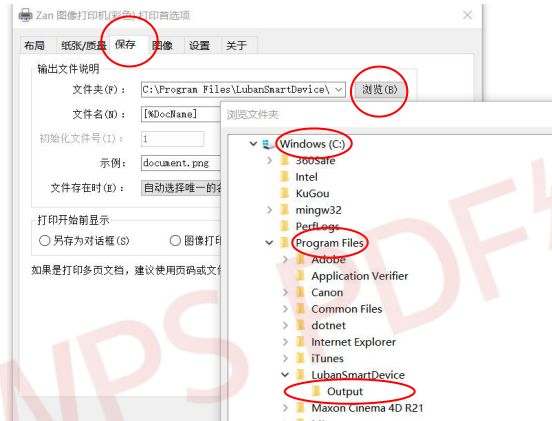 Zan 图像打印机(彩色) 打印首选项
布局 纸张/质量 保存 图像 设置 关于
输出文件说明
文件夹(F)： C:\Program Files\LubanSmartDevice\ 浏览(B)
文件名(N)： [%DocName]
初始化文件号(I)： 1
示例： document.png
文件存在时(E)： 自动选择唯一的
打印开始前显示
另存为对话框(S) 图像打
如果是打印多页文档，建议使用页码或文
浏览文件夹
Windows (C:)
360Safe
Intel
KuGou
mingw32
PerfLogs
Program Files
Adobe
Application Verifier
Canon
Common Files
dotnet
Internet Explorer
iTunes
LubanSmartDevice
Output
Maxon Cinema 4D R21
WPS PDF